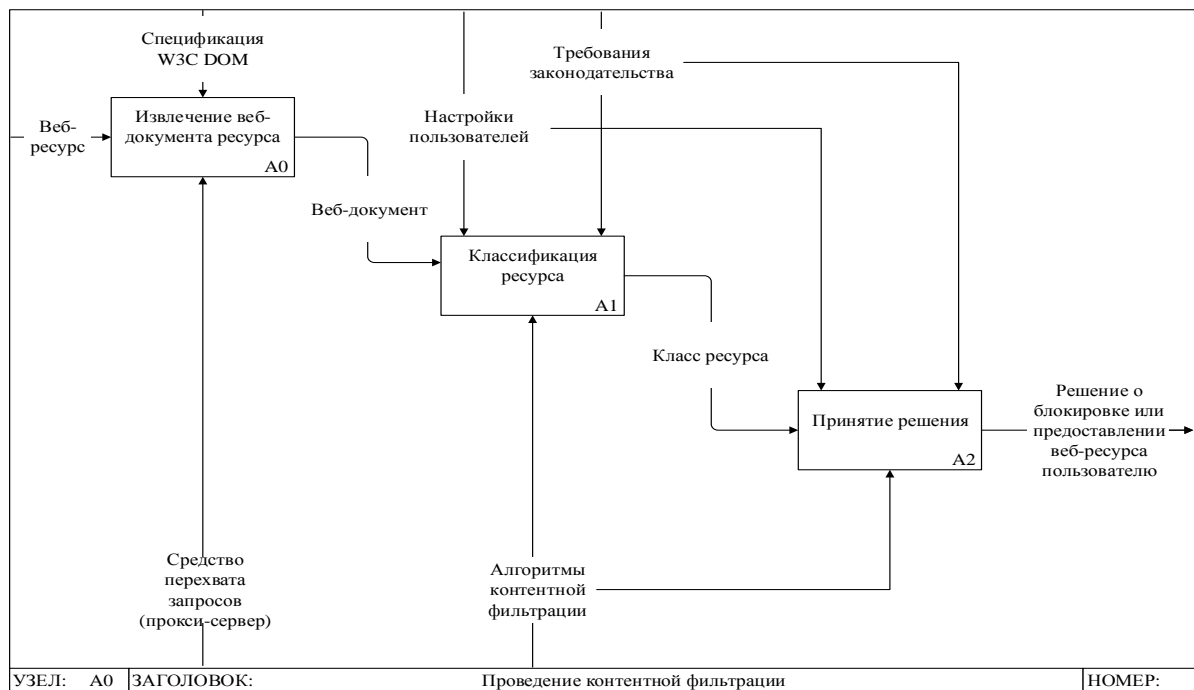 Спецификация
W3C DOM
Требования
законодательства
Извлечение веб-
документа ресурса
A0
Веб-
ресурс
Настройки
пользователей
Веб-документ
Классификация
ресурса
A1
Класс ресурса
Принятие решения
A2
Решение о
блокировке или
предоставлении
веб-ресурса
пользователю
Средство
перехвата
запросов
(прокси-сервер)
Алгоритмы
контентной
фильтрации
УЗЕЛ: A0 ЗАГОЛОВОК: Проведение контентной фильтрации НОМЕР: